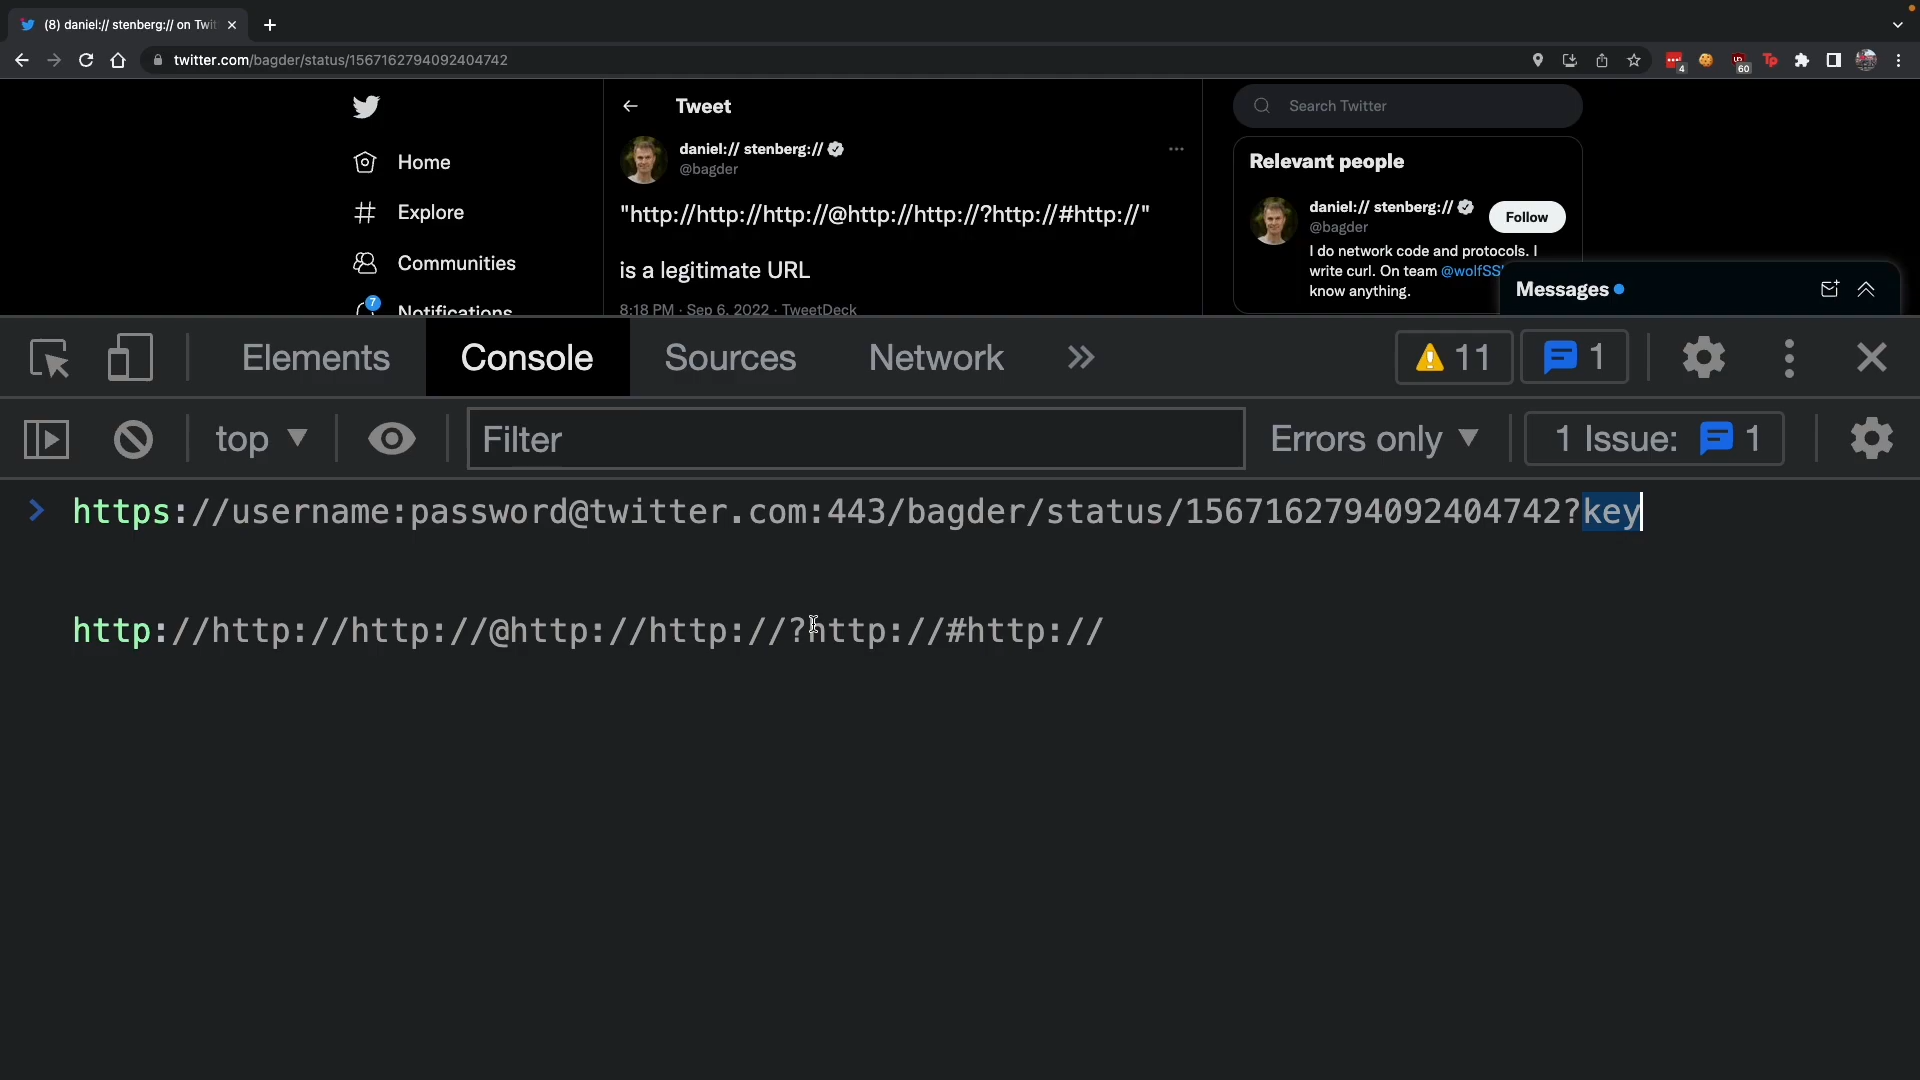 (8) daniel:// stenberg:// on Twit
twitter.com/bagder/status/1567162794092404742
4
60
Home
Explore
Communities
7
Notifications
Tweet
daniel:// stenberg://
@bagder
"http://http://http://@http://http://?http://#http://"
is a legitimate URL
8:18 PM · Sep 6, 2022 · TweetDeck
Search Twitter
Relevant people
daniel:// stenberg://
@bagder
Follow
I do network code and protocols. I
write curl. On team @wolfSS
know anything.
Messages
Elements
Console
Sources
Network
11
1
top
Filter
Errors only
1 Issue:
1
https://username:password@twitter.com:443/bagder/status/1567162794092404742?key
http://http://http://@http://http://?http://#http://